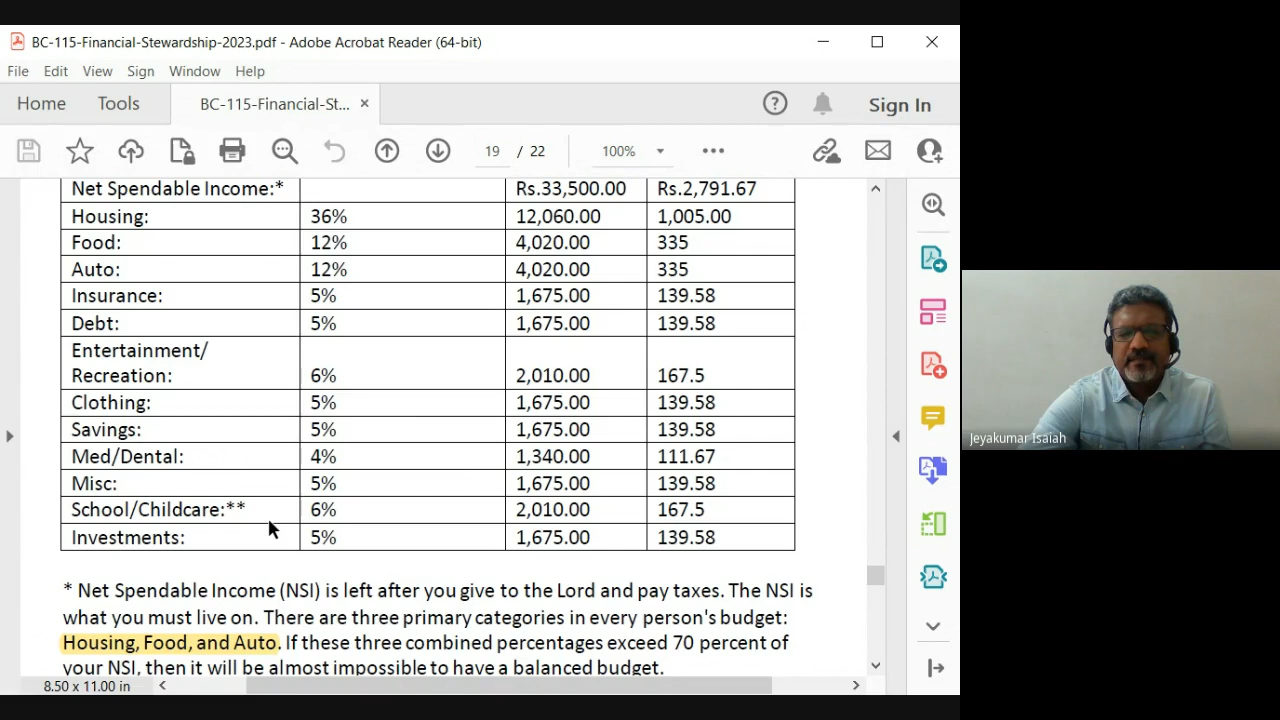 BC-115-Financial-Stewardship-2023.pdf - Adobe Acrobat Reader (64-bit)
File Edit View Sign Window Help
Home Tools BC-115-Financial-St... × Sign In
19 / 22 100%
Net Spendable Income:* Rs.33,500.00 Rs.2,791.67
Housing: 36% 12,060.00 1,005.00
Food: 12% 4,020.00 335
Auto: 12% 4,020.00 335
Insurance: 5% 1,675.00 139.58
Debt: 5% 1,675.00 139.58
Entertainment/
Recreation: 6% 2,010.00 167.5
Clothing: 5% 1,675.00 139.58
Savings: 5% 1,675.00 139.58
Med/Dental: 4% 1,340.00 111.67
Misc: 5% 1,675.00 139.58
School/Childcare:** 6% 2,010.00 167.5
Investments: 5% 1,675.00 139.58
* Net Spendable Income (NSI) is left after you give to the Lord and pay taxes. The NSI is
what you must live on. There are three primary categories in every person's budget:
Housing, Food, and Auto. If these three combined percentages exceed 70 percent of
your NSI, then it will be almost impossible to have a balanced budget.
8.50 x 11.00 in
Jeyakumar Isaiah